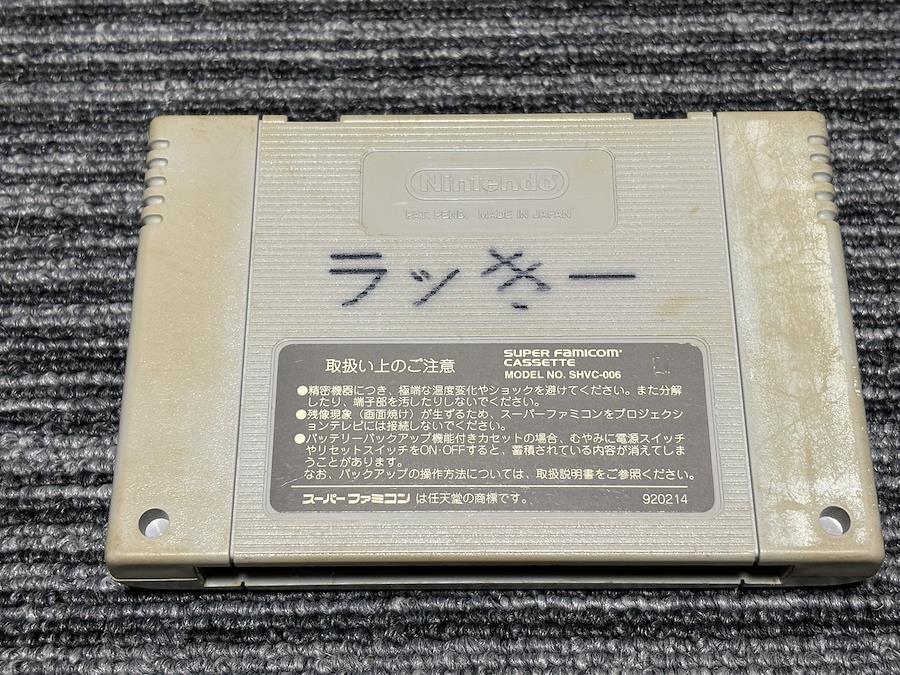 Nintendo®
PAT. PEND. MADE IN JAPAN
ラッきー
取扱い上のご注意
SUPER FAMICOM®
CASSETTE
MODEL NO. SHVC-006
●精密機器につき、極端な温度変化やショックを避けてください。また分解
したり、端子部を汚したりしないでください。
●残像現象(画面焼け)が生ずるため、スーパーファミコンをプロジェクシ
ョンテレビには接続しないでください。
●バッテリーバックアップ機能付きカセットの場合、むやみに電源スイッチ
やリセットスイッチをON・OFFすると、蓄積されている内容が消えてしま
うことがあります。
なお、バックアップの操作方法については、取扱説明書をご参照ください。
スーパーファミコン は任天堂の商標です。
920214